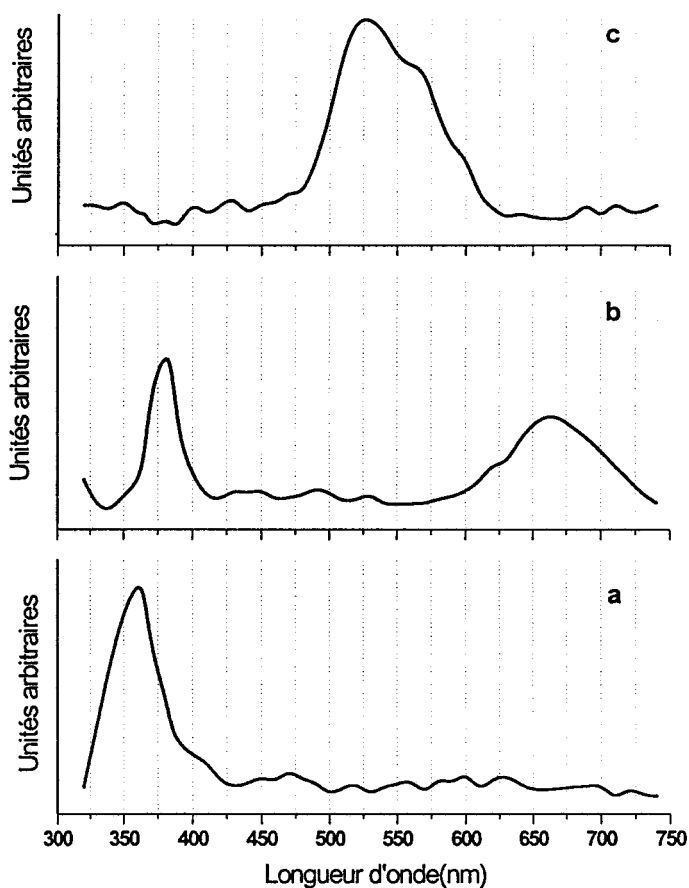 c
Unités arbitraires
b
Unités arbitraires
a
Unités arbitraires
300 350 400 450 500 550 600 650 700 750
Longueur d'onde(nm)